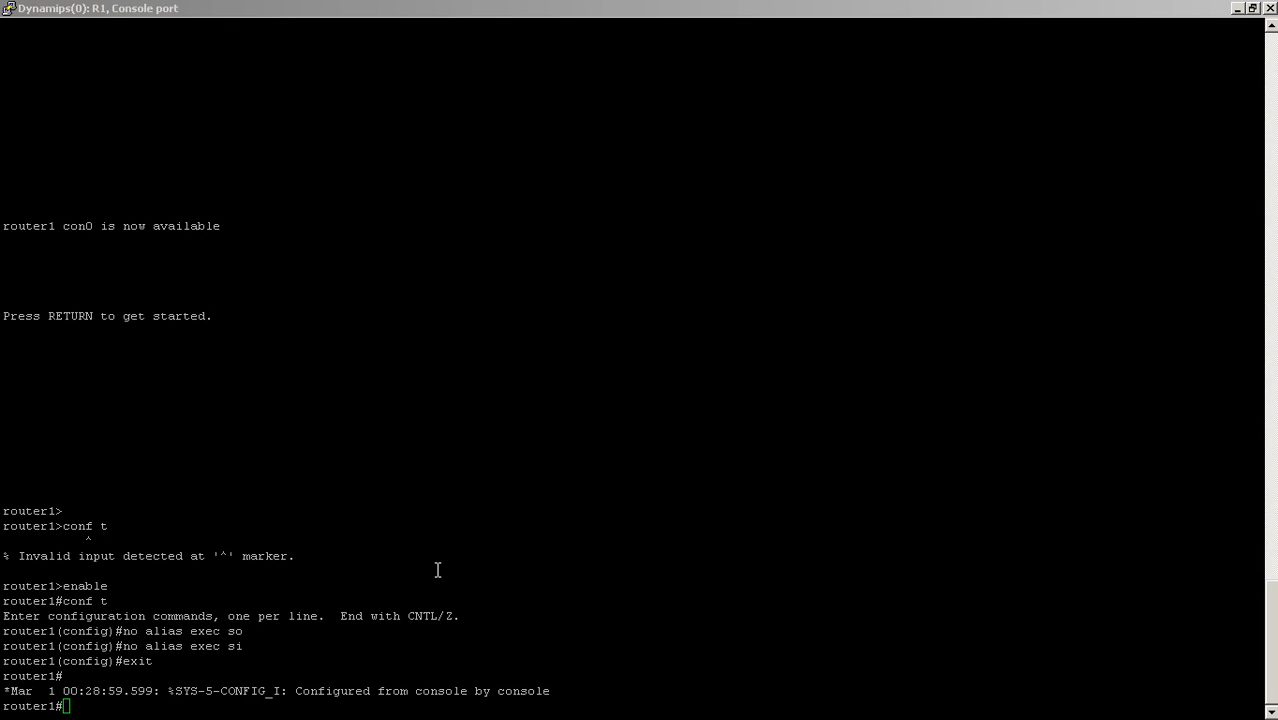 Dynamips(0): R1, Console port
router1 con0 is now available
Press RETURN to get started.
router1>
router1>conf t
^
% Invalid input detected at '^' marker.
router1>enable
router1#conf t
Enter configuration commands, one per line.  End with CNTL/Z.
router1(config)#no alias exec so
router1(config)#no alias exec si
router1(config)#exit
router1#
*Mar  1 00:28:59.599: %SYS-5-CONFIG_I: Configured from console by console
router1#